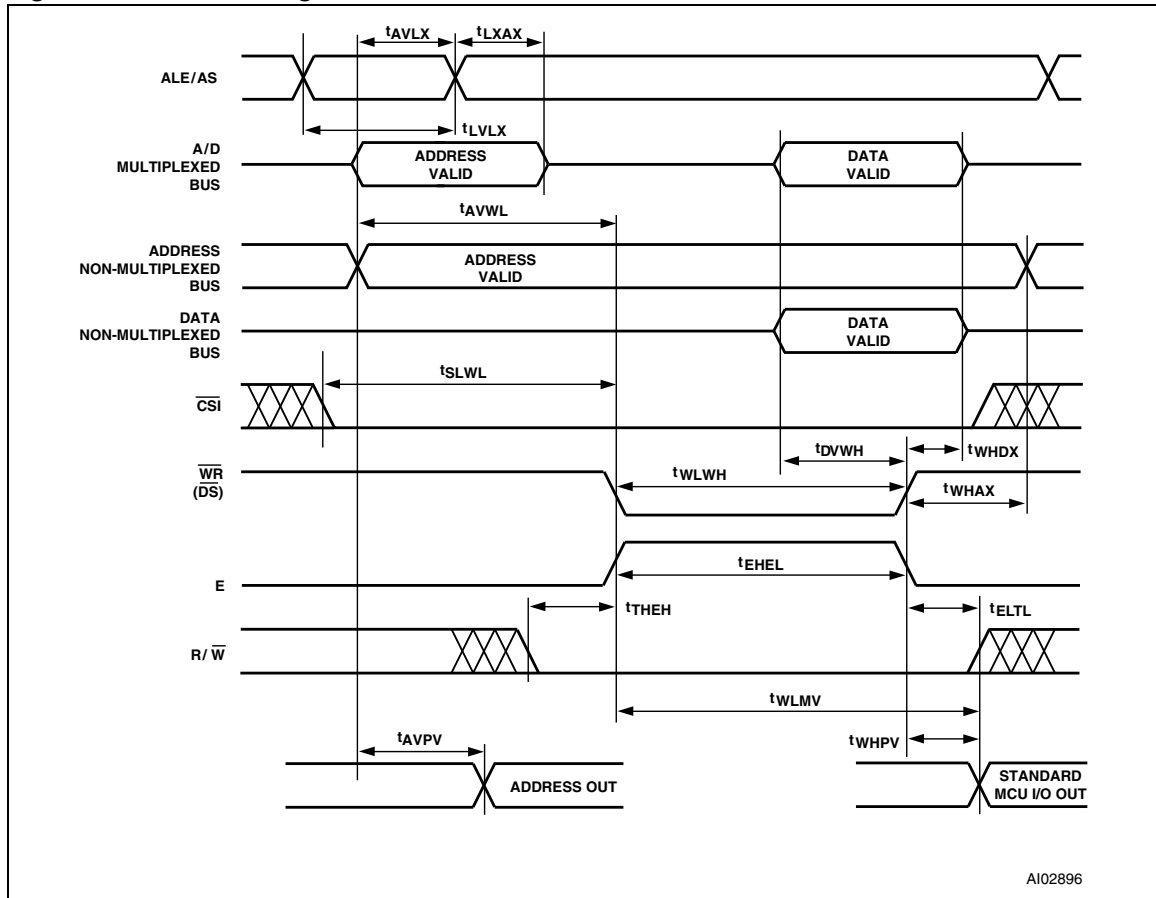 tAVLX
tLXAX
ALE/AS
tLVLX
A/D
MULTIPLEXED
BUS
ADDRESS
VALID
DATA
VALID
tAVWL
ADDRESS
NON-MULTIPLEXED
BUS
ADDRESS
VALID
DATA
NON-MULTIPLEXED
BUS
DATA
VALID
tSLWL
CSI
tDVWH
tWHDX
WR
(DS)
tWLWH
tWHAX
E
tEHEL
tTHEH
tELTL
R/ W
tWLMV
tAVPV
tWHPV
ADDRESS OUT
STANDARD
MCU I/O OUT
AI02896